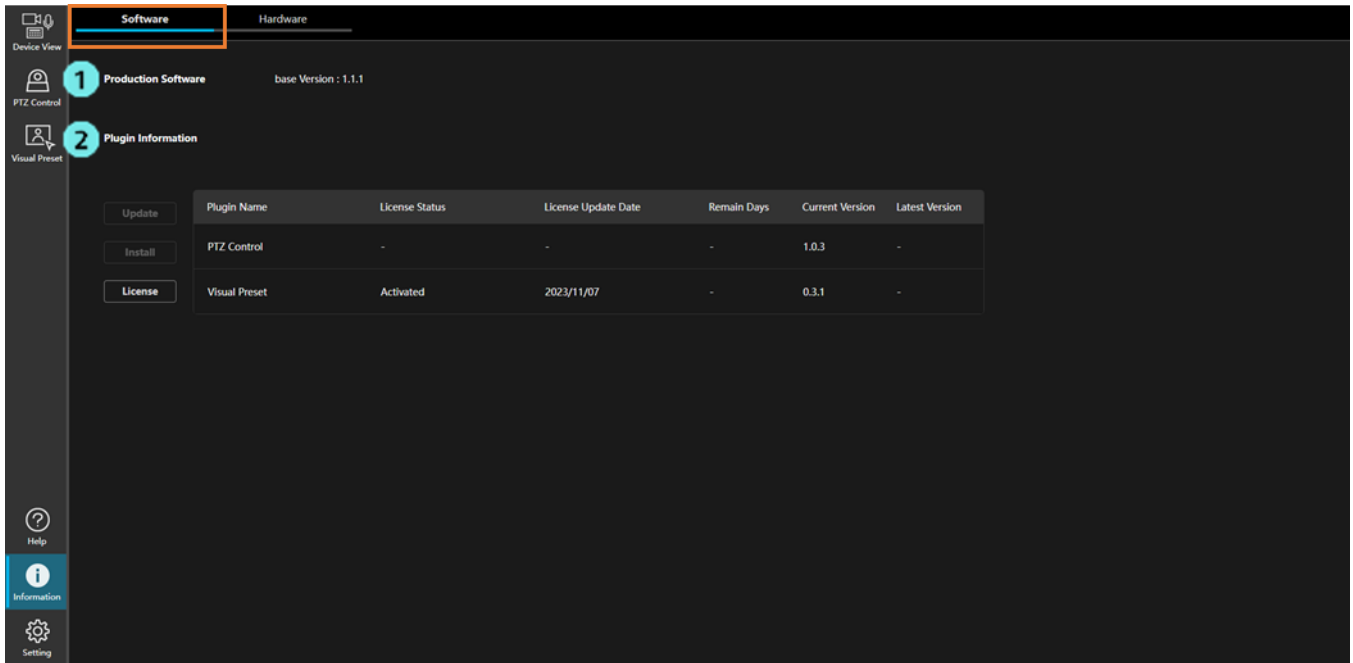 Software Hardware
Device View
1 Production Software base Version : 1.1.1
PTZ Control
2 Plugin Information
Visual Preset
Plugin Name License Status License Update Date Remain Days Current Version Latest Version
Update
PTZ Control - - - 1.0.3 -
Install
License
Visual Preset Activated 2023/11/07 - 0.3.1 -
Help
Information
Setting